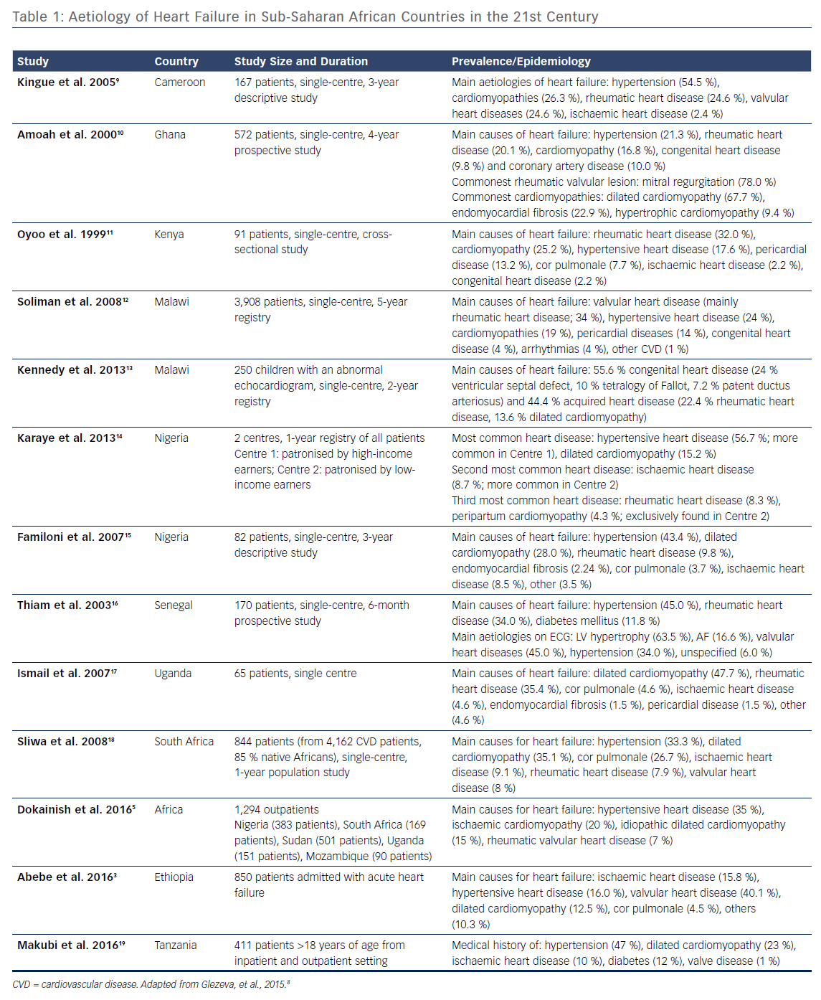 Table 1: Aetiology of Heart Failure in Sub-Saharan African Countries in the 21st Century
Study Country Study Size and Duration Prevalence/Epidemiology
Kingue et al. 2005⁹ Cameroon 167 patients, single-centre, 3-year Main aetiologies of heart failure: hypertension (54.5 %),
descriptive study cardiomyopathies (26.3 %), rheumatic heart disease (24.6 %), valvular
heart diseases (24.6 %), ischaemic heart disease (2.4 %)
Amoah et al. 2000¹⁰ Ghana 572 patients, single-centre, 4-year Main causes of heart failure: hypertension (21.3 %), rheumatic heart
prospective study disease (20.1 %), cardiomyopathy (16.8 %), congenital heart disease
(9.8 %) and coronary artery disease (10.0 %)
Commonest rheumatic valvular lesion: mitral regurgitation (78.0 %)
Commonest cardiomyopathies: dilated cardiomyopathy (67.7 %),
endomyocardial fibrosis (22.9 %), hypertrophic cardiomyopathy (9.4 %)
Oyoo et al. 1999¹¹ Kenya 91 patients, single-centre, cross- Main causes of heart failure: rheumatic heart disease (32.0 %),
sectional study cardiomyopathy (25.2 %), hypertensive heart disease (17.6 %), pericardial
disease (13.2 %), cor pulmonale (7.7 %), ischaemic heart disease (2.2 %),
congenital heart disease (2.2 %)
Soliman et al. 2008¹² Malawi 3,908 patients, single-centre, 5-year Main causes of heart failure: valvular heart disease (mainly
registry rheumatic heart disease; 34 %), hypertensive heart disease (24 %),
cardiomyopathies (19 %), pericardial diseases (14 %), congenital heart
disease (4 %), arrhythmias (4 %), other CVD (1 %)
Kennedy et al. 2013¹³ Malawi 250 children with an abnormal Main causes of heart failure: 55.6 % congenital heart disease (24 %
echocardiogram, single-centre, 2-year ventricular septal defect, 10 % tetralogy of Fallot, 7.2 % patent ductus
registry arteriosus) and 44.4 % acquired heart disease (22.4 % rheumatic heart
disease, 13.6 % dilated cardiomyopathy)
Karaye et al. 2013¹⁴ Nigeria 2 centres, 1-year registry of all patients Most common heart disease: hypertensive heart disease (56.7 %; more
Centre 1: patronised by high-income common in Centre 1), dilated cardiomyopathy (15.2 %)
earners; Centre 2: patronised by low- Second most common heart disease: ischaemic heart disease
income earners (8.7 %; more common in Centre 2)
Third most common heart disease: rheumatic heart disease (8.3 %),
peripartum cardiomyopathy (4.3 %; exclusively found in Centre 2)
Familoni et al. 2007¹⁵ Nigeria 82 patients, single-centre, 3-year Main causes of heart failure: hypertension (43.4 %), dilated
descriptive study cardiomyopathy (28.0 %), rheumatic heart disease (9.8 %),
endomyocardial fibrosis (2.24 %), cor pulmonale (3.7 %), ischaemic heart
disease (8.5 %), other (3.5 %)
Thiam et al. 2003¹⁶ Senegal 170 patients, single-centre, 6-month Main causes of heart failure: hypertension (45.0 %), rheumatic heart
prospective study disease (34.0 %), diabetes mellitus (11.8 %)
Main aetiologies on ECG: LV hypertrophy (63.5 %), AF (16.6 %), valvular
heart diseases (45.0 %), hypertension (34.0 %), unspecified (6.0 %)
Ismail et al. 2007¹⁷ Uganda 65 patients, single centre Main causes of heart failure: dilated cardiomyopathy (47.7 %), rheumatic
heart disease (35.4 %), cor pulmonale (4.6 %), ischaemic heart disease
(4.6 %), endomyocardial fibrosis (1.5 %), pericardial disease (1.5 %), other
(4.6 %)
Sliwa et al. 2008¹⁸ South Africa 844 patients (from 4,162 CVD patients, Main causes for heart failure: hypertension (33.3 %), dilated
85 % native Africans), single-centre, cardiomyopathy (35.1 %), cor pulmonale (26.7 %), ischaemic heart
1-year population study disease (9.1 %), rheumatic heart disease (7.9 %), valvular heart
disease (8 %)
Dokainish et al. 2016⁵ Africa 1,294 outpatients Main causes for heart failure: hypertensive heart disease (35 %),
Nigeria (383 patients), South Africa (169 ischaemic cardiomyopathy (20 %), idiopathic dilated cardiomyopathy
patients), Sudan (501 patients), Uganda (15 %), rheumatic valvular heart disease (7 %)
(151 patients), Mozambique (90 patients)
Abebe et al. 2016³ Ethiopia 850 patients admitted with acute heart Main causes for heart failure: ischaemic heart disease (15.8 %),
failure hypertensive heart disease (16.0 %), valvular heart disease (40.1 %),
dilated cardiomyopathy (12.5 %), cor pulmonale (4.5 %), others
(10.3 %)
Makubi et al. 2016¹⁹ Tanzania 411 patients >18 years of age from Medical history of: hypertension (47 %), dilated cardiomyopathy (23 %),
inpatient and outpatient setting ischaemic heart disease (10 %), diabetes (12 %), valve disease (1 %)
CVD = cardiovascular disease. Adapted from Glezeva, et al., 2015.⁸